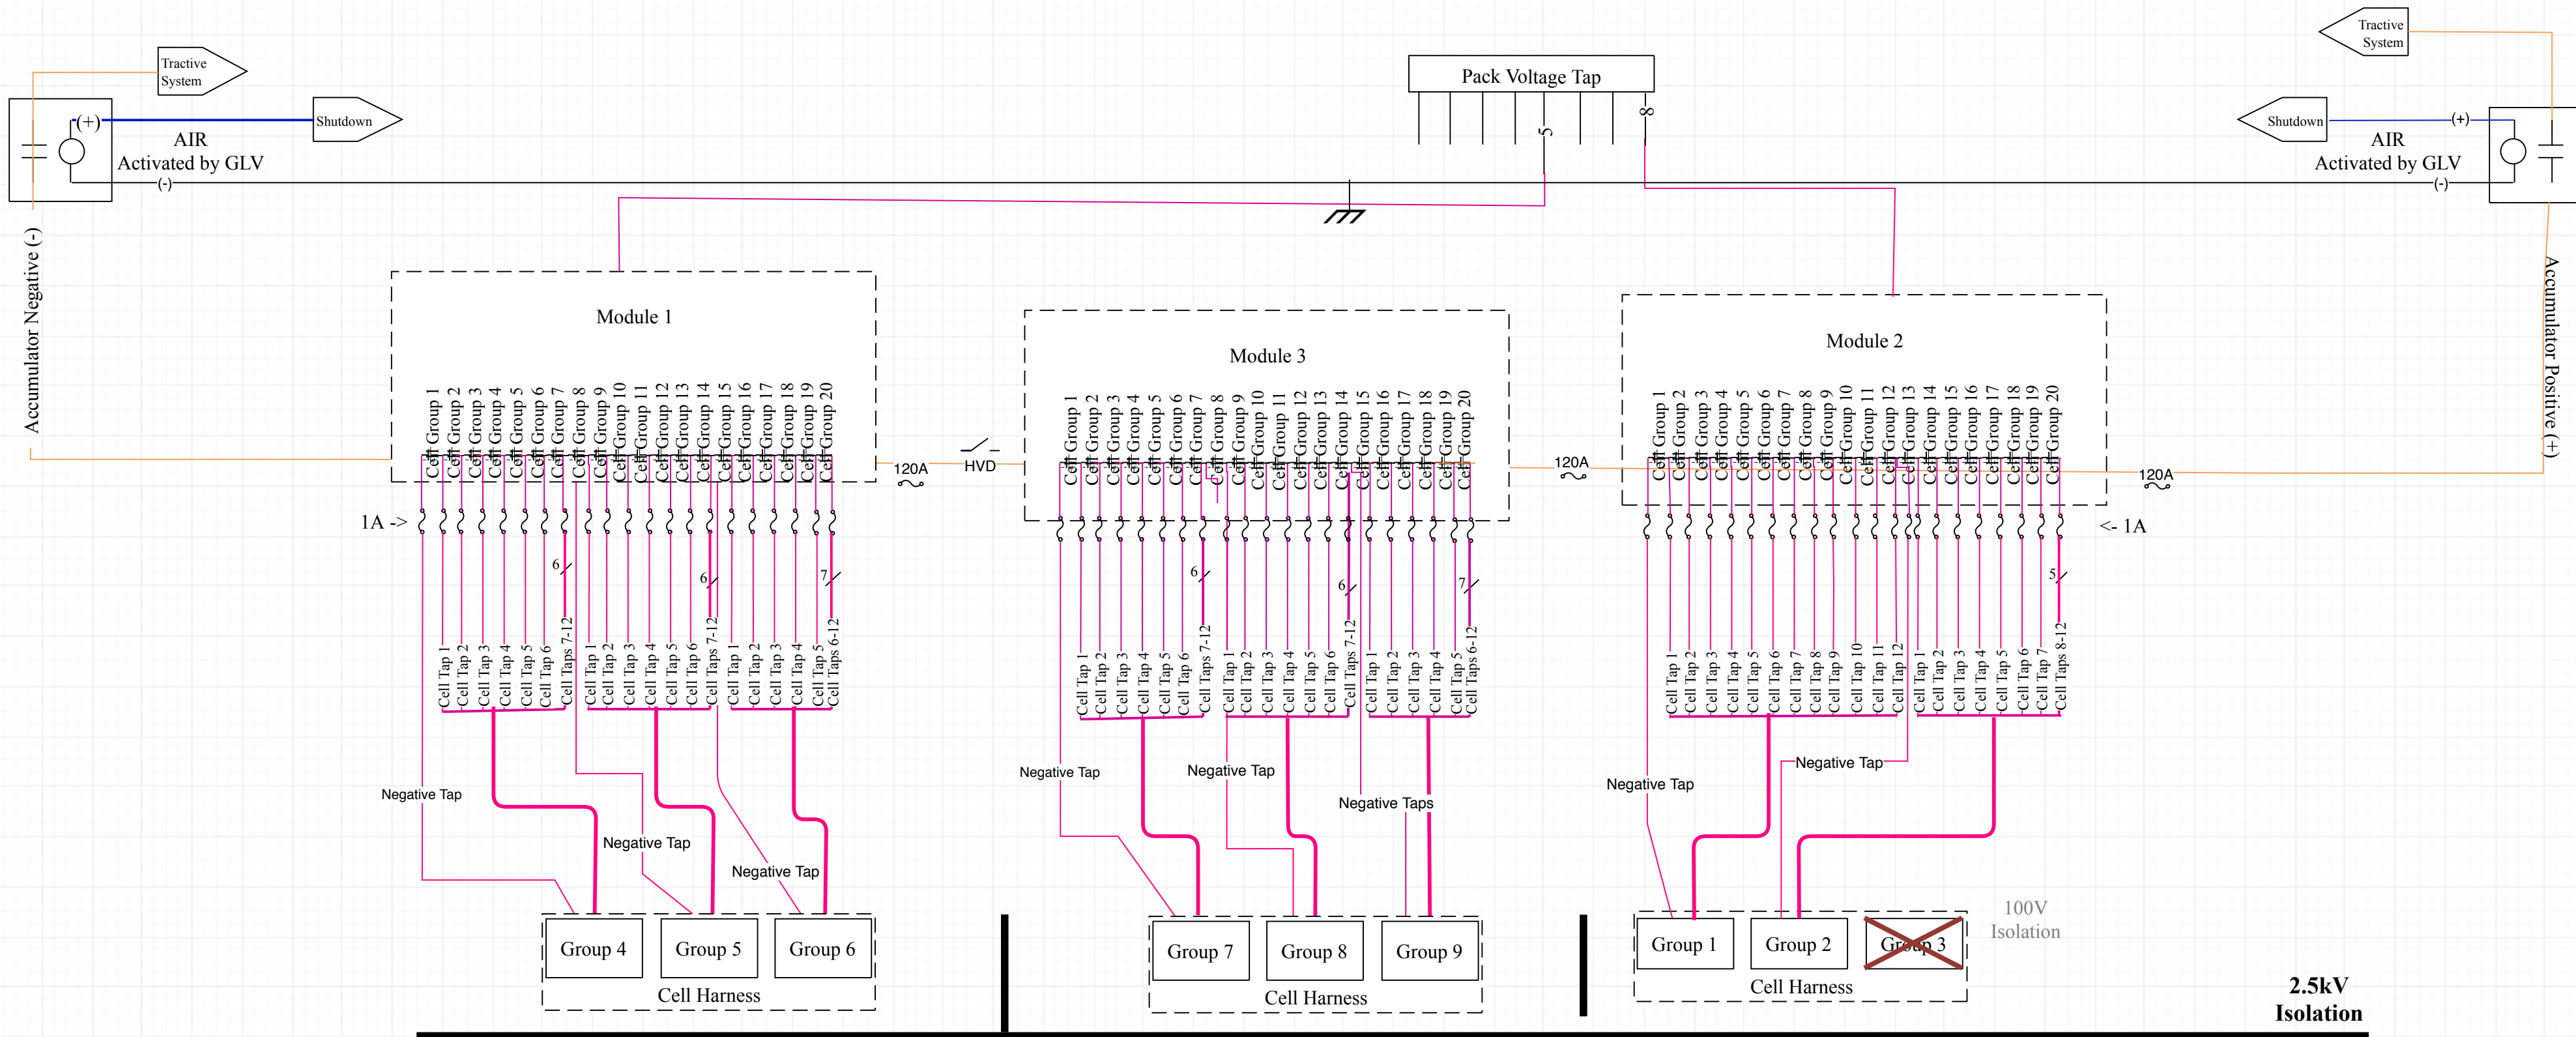 Tractive
System
(+)
Shutdown
AIR
Activated by GLV
(-)
Accumulator Negative (-)
Pack Voltage Tap
5
8
Tractive
System
Shutdown
(+)
AIR
Activated by GLV
(-)
Accumulator Positive (+)
Module 1
Cell Group 1
Cell Group 2
Cell Group 3
Cell Group 4
Cell Group 5
Cell Group 6
Cell Group 7
Cell Group 8
Cell Group 9
Cell Group 10
Cell Group 11
Cell Group 12
Cell Group 13
Cell Group 14
Cell Group 15
Cell Group 16
Cell Group 17
Cell Group 18
Cell Group 19
Cell Group 20
120A
HVD
1A ->
6
6
7
Cell Tap 1
Cell Tap 2
Cell Tap 3
Cell Tap 4
Cell Tap 5
Cell Tap 6
Cell Taps 7-12
Cell Tap 1
Cell Tap 2
Cell Tap 3
Cell Tap 4
Cell Tap 5
Cell Tap 6
Cell Taps 7-12
Cell Tap 1
Cell Tap 2
Cell Tap 3
Cell Tap 4
Cell Tap 5
Cell Taps 6-12
Negative Tap
Negative Tap
Negative Tap
Group 4
Group 5
Group 6
Cell Harness
Module 3
Cell Group 1
Cell Group 2
Cell Group 3
Cell Group 4
Cell Group 5
Cell Group 6
Cell Group 7
Cell Group 8
Cell Group 9
Cell Group 10
Cell Group 11
Cell Group 12
Cell Group 13
Cell Group 14
Cell Group 15
Cell Group 16
Cell Group 17
Cell Group 18
Cell Group 19
Cell Group 20
120A
6
6
7
Cell Tap 1
Cell Tap 2
Cell Tap 3
Cell Tap 4
Cell Tap 5
Cell Tap 6
Cell Taps 7-12
Cell Tap 1
Cell Tap 2
Cell Tap 3
Cell Tap 4
Cell Tap 5
Cell Tap 6
Cell Taps 7-12
Cell Tap 1
Cell Tap 2
Cell Tap 3
Cell Tap 4
Cell Tap 5
Cell Taps 6-12
Negative Tap
Negative Tap
Negative Taps
Group 7
Group 8
Group 9
Cell Harness
Module 2
Cell Group 1
Cell Group 2
Cell Group 3
Cell Group 4
Cell Group 5
Cell Group 6
Cell Group 7
Cell Group 8
Cell Group 9
Cell Group 10
Cell Group 11
Cell Group 12
Cell Group 13
Cell Group 14
Cell Group 15
Cell Group 16
Cell Group 17
Cell Group 18
Cell Group 19
Cell Group 20
120A
<- 1A
5
Cell Tap 1
Cell Tap 2
Cell Tap 3
Cell Tap 4
Cell Tap 5
Cell Tap 6
Cell Tap 7
Cell Tap 8
Cell Tap 9
Cell Tap 10
Cell Tap 11
Cell Tap 12
Cell Tap 1
Cell Tap 2
Cell Tap 3
Cell Tap 4
Cell Tap 5
Cell Tap 6
Cell Tap 7
Cell Taps 8-12
Negative Tap
Negative Tap
Group 1
Group 2
Group 3
Cell Harness
100V
Isolation
2.5kV
Isolation